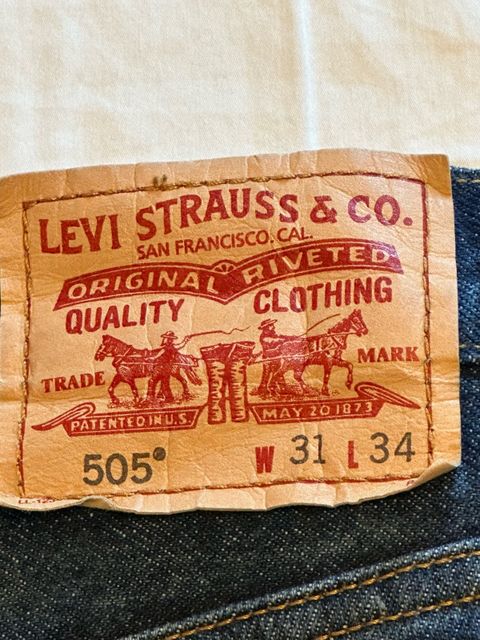 LEVI STRAUSS & CO.
SAN FRANCISCO, CAL.
ORIGINAL RIVETED
QUALITY CLOTHING
TRADE MARK
PATENTED IN U.S. MAY 20 1873
505® W 31 L 34